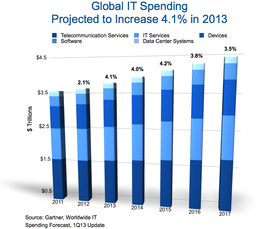 Global IT Spending
Projected to Increase 4.1% in 2013
Telecommunication Services IT Services Devices
Software Data Center Systems
$4.5
$3.5
$2.5
$1.5
$0.5
$ Trillions
2.1%
4.1%
4.0%
4.2%
3.8%
3.5%
2011 2012 2013 2014 2015 2016 2017
Source: Gartner, Worldwide IT
Spending Forecast, 1Q13 Update